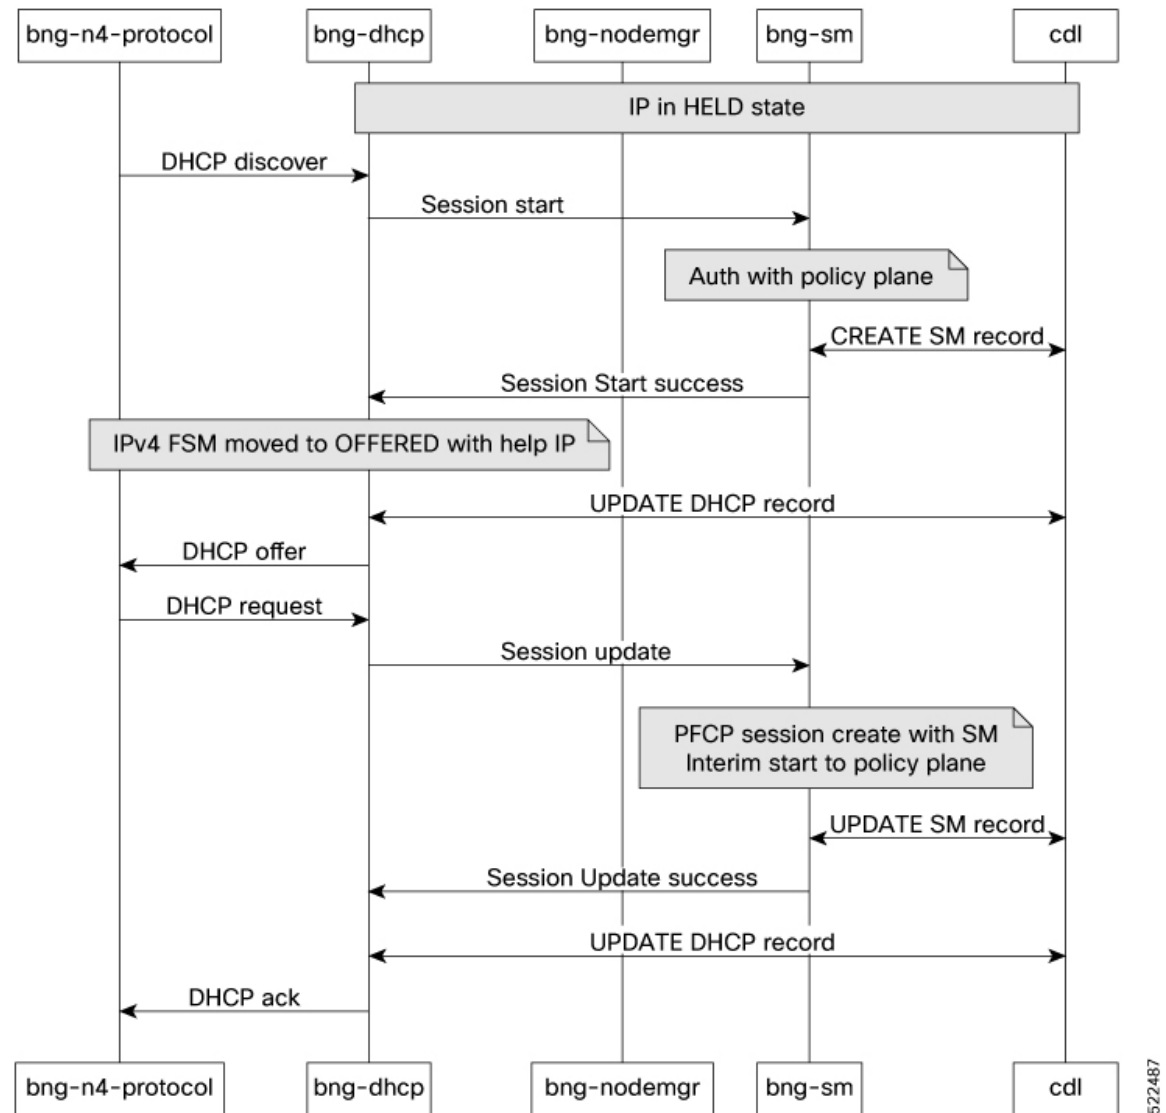 bng-n4-protocol
bng-dhcp
bng-nodemgr
bng-sm
cdl
IP in HELD state
DHCP discover
Session start
Auth with policy plane
CREATE SM record
Session Start success
IPv4 FSM moved to OFFERED with help IP
UPDATE DHCP record
DHCP offer
DHCP request
Session update
PFCP session create with SM
Interim start to policy plane
UPDATE SM record
Session Update success
UPDATE DHCP record
DHCP ack
bng-n4-protocol
bng-dhcp
bng-nodemgr
bng-sm
cdl
522487